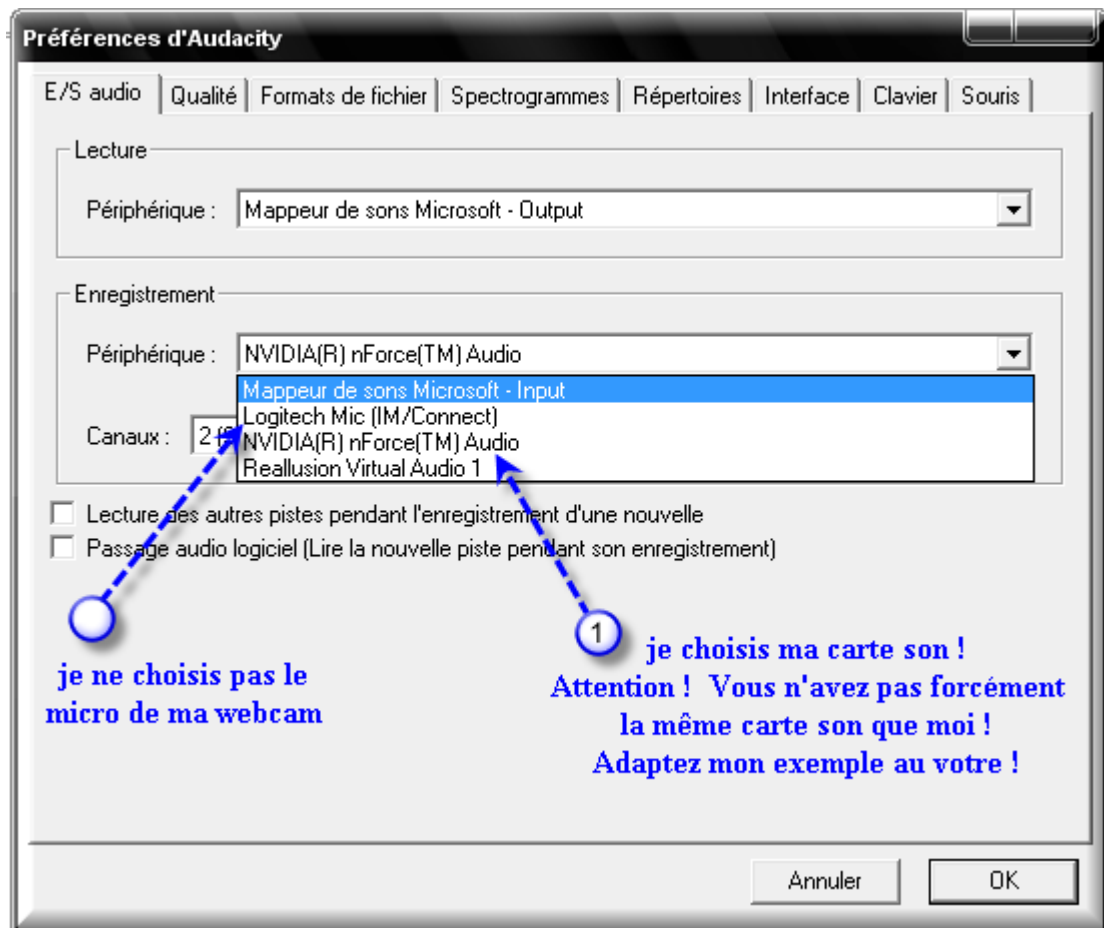 Préférences d'Audacity
E/S audio Qualité Formats de fichier Spectrogrammes Répertoires Interface Clavier Souris
Lecture
Périphérique : Mappeur de sons Microsoft - Output
Enregistrement
Périphérique : NVIDIA(R) nForce(TM) Audio
Mappeur de sons Microsoft - Input
Logitech Mic (IM/Connect)
NVIDIA(R) nForce(TM) Audio
Reallusion Virtual Audio 1
Canaux : 2
Lecture des autres pistes pendant l'enregistrement d'une nouvelle
Passage audio logiciel (Lire la nouvelle piste pendant son enregistrement)
je ne choisis pas le
micro de ma webcam
1
je choisis ma carte son !
Attention ! Vous n'avez pas forcément
la même carte son que moi !
Adaptez mon exemple au votre !
Annuler OK